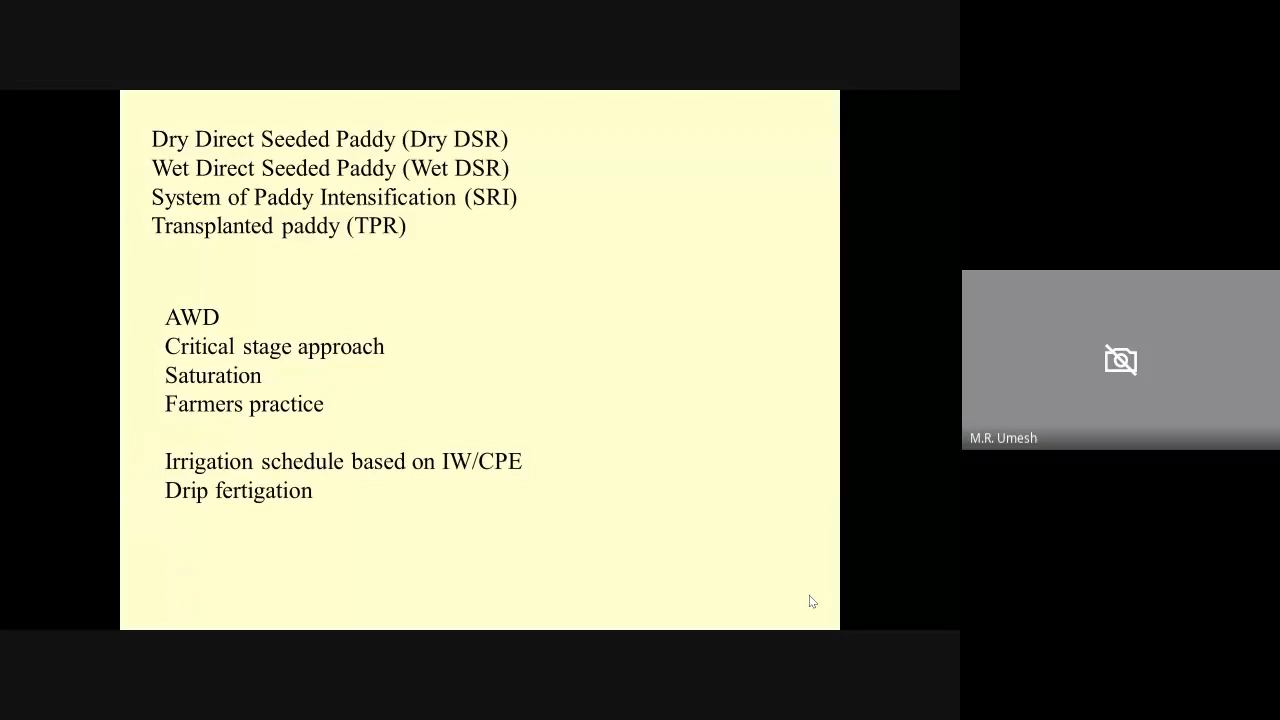 Dry Direct Seeded Paddy (Dry DSR)
Wet Direct Seeded Paddy (Wet DSR)
System of Paddy Intensification (SRI)
Transplanted paddy (TPR)
AWD
Critical stage approach
Saturation
Farmers practice
Irrigation schedule based on IW/CPE
Drip fertigation
M.R. Umesh